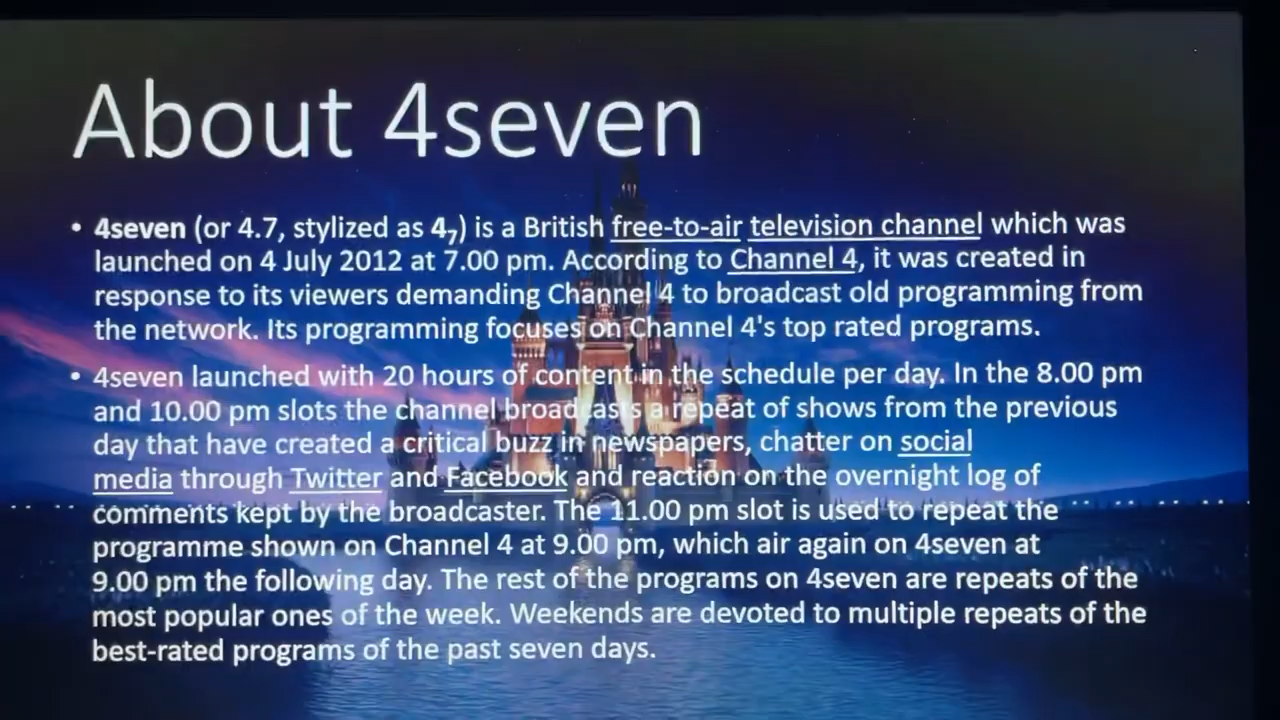 About 4seven
• 4seven (or 4.7, stylized as 4₇) is a British free-to-air television channel which was
launched on 4 July 2012 at 7.00 pm. According to Channel 4, it was created in
response to its viewers demanding Channel 4 to broadcast old programming from
the network. Its programming focuses on Channel 4's top rated programs.
• 4seven launched with 20 hours of content in the schedule per day. In the 8.00 pm
and 10.00 pm slots the channel broadcasts a repeat of shows from the previous
day that have created a critical buzz in newspapers, chatter on social
media through Twitter and Facebook and reaction on the overnight log of
comments kept by the broadcaster. The 11.00 pm slot is used to repeat the
programme shown on Channel 4 at 9.00 pm, which air again on 4seven at
9.00 pm the following day. The rest of the programs on 4seven are repeats of the
most popular ones of the week. Weekends are devoted to multiple repeats of the
best-rated programs of the past seven days.